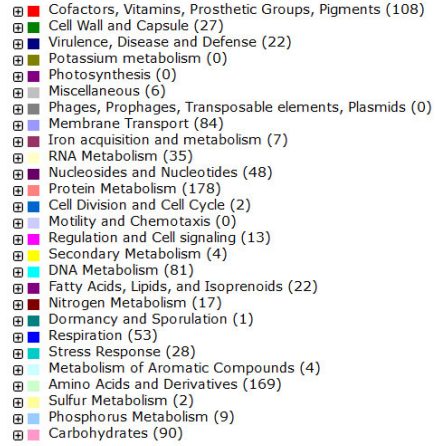 Cofactors, Vitamins, Prosthetic Groups, Pigments (108)
Cell Wall and Capsule (27)
Virulence, Disease and Defense (22)
Potassium metabolism (0)
Photosynthesis (0)
Miscellaneous (6)
Phages, Prophages, Transposable elements, Plasmids (0)
Membrane Transport (84)
Iron acquisition and metabolism (7)
RNA Metabolism (35)
Nucleosides and Nucleotides (48)
Protein Metabolism (178)
Cell Division and Cell Cycle (2)
Motility and Chemotaxis (0)
Regulation and Cell signaling (13)
Secondary Metabolism (4)
DNA Metabolism (81)
Fatty Acids, Lipids, and Isoprenoids (22)
Nitrogen Metabolism (17)
Dormancy and Sporulation (1)
Respiration (53)
Stress Response (28)
Metabolism of Aromatic Compounds (4)
Amino Acids and Derivatives (169)
Sulfur Metabolism (2)
Phosphorus Metabolism (9)
Carbohydrates (90)